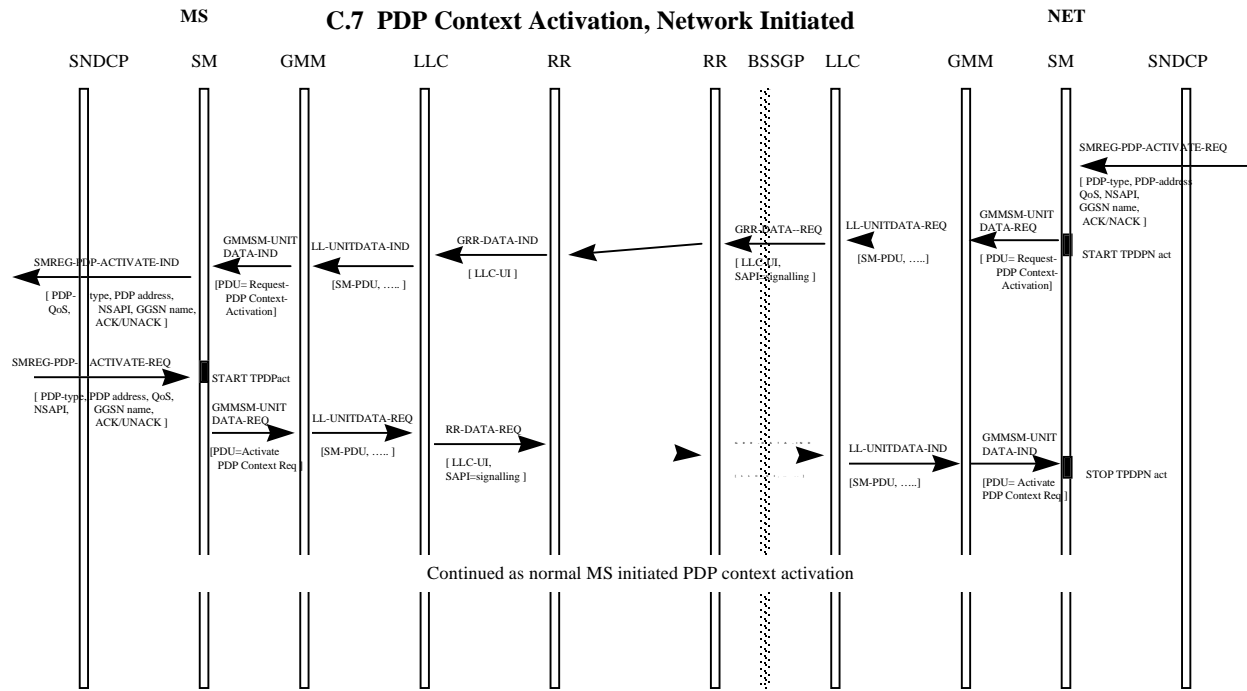 MS
C.7 PDP Context Activation, Network Initiated
NET
SNDCP SM GMM LLC RR RR BSSGP LLC GMM SM SNDCP
SMREG-PDP-ACTIVATE-REQ
[ PDP-type, PDP-address
QoS, NSAPI,
GGSN name,
ACK/NACK ]
GMMSM-UNIT
DATA-REQ
[ PDU= Request-
PDP Context-
Activation]
START TPDPN act
LL-UNITDATA-REQ
[SM-PDU, …..]
GRR-DATA--REQ
[ LLC-UI,
SAPI=signalling ]
GRR-DATA-IND
[ LLC-UI ]
LL-UNITDATA-IND
[SM-PDU, ….. ]
GMMSM-UNIT
DATA-IND
[PDU= Request-
PDP Context-
Activation]
SMREG-PDP-ACTIVATE-IND
[ PDP- type, PDP address,
QoS, NSAPI, GGSN name,
ACK/UNACK ]
SMREG-PDP- ACTIVATE-REQ
[ PDP-type, PDP address, QoS,
NSAPI, GGSN name,
ACK/UNACK ]
START TPDPact
GMMSM-UNIT
DATA-REQ
[PDU=Activate
PDP Context Req ]
LL-UNITDATA-REQ
[SM-PDU, ….. ]
RR-DATA-REQ
[ LLC-UI,
SAPI=signalling ]
LL-UNITDATA-IND
[SM-PDU, …..]
GMMSM-UNIT
DATA-IND
[PDU= Activate
PDP Context Req ]
STOP TPDPN act
Continued as normal MS initiated PDP context activation